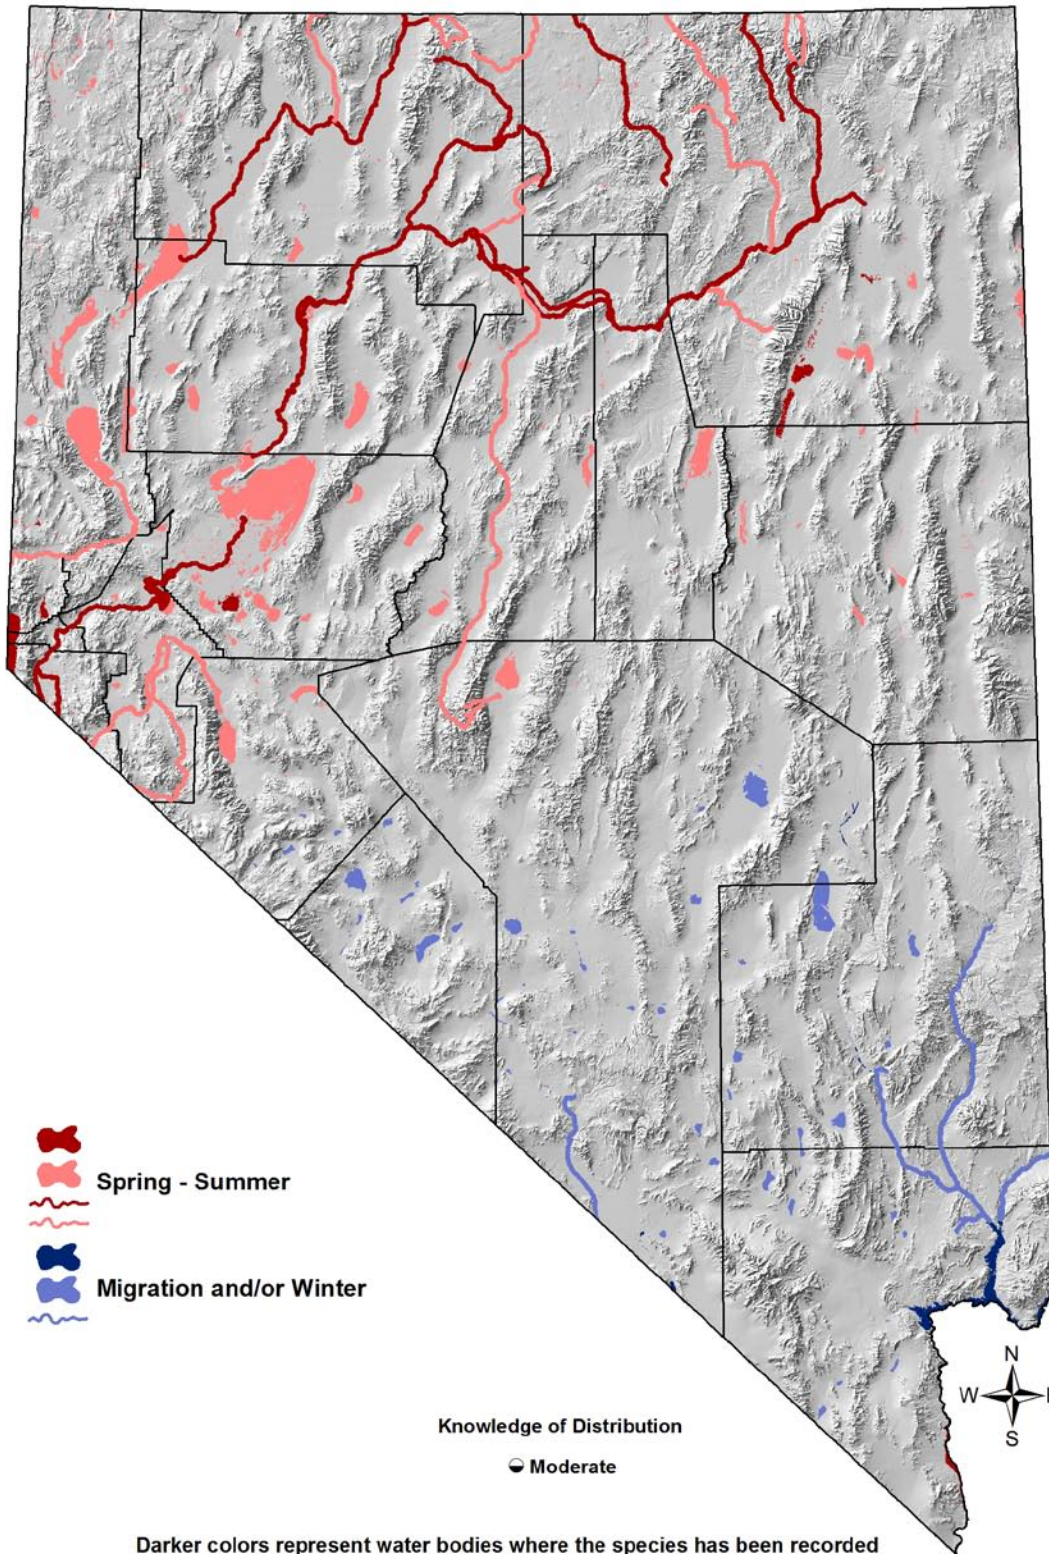 Spring - Summer
Migration and/or Winter
N
W
S
Knowledge of Distribution
Moderate
Darker colors represent water bodies where the species has been recorded